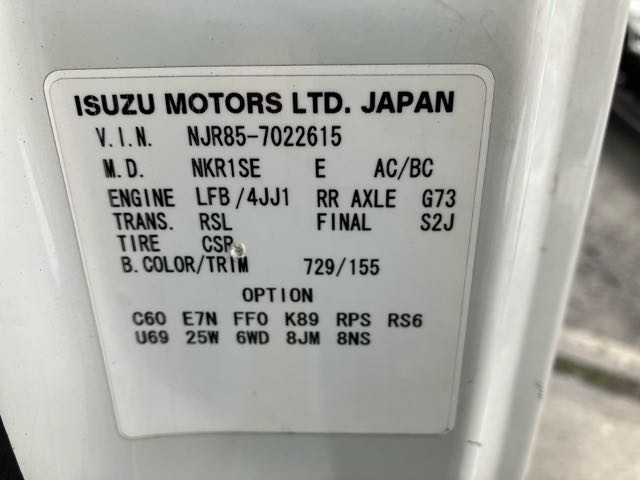 ISUZU MOTORS LTD. JAPAN
V.I.N. NJR85-7022615
M.D. NKR1SE E AC/BC
ENGINE LFB/4JJ1 RR AXLE G73
TRANS. RSL FINAL S2J
TIRE CSP
B.COLOR/TRIM 729/155
OPTION
C60 E7N FF0 K89 RPS RS6
U69 25W 6WD 8JM 8NS